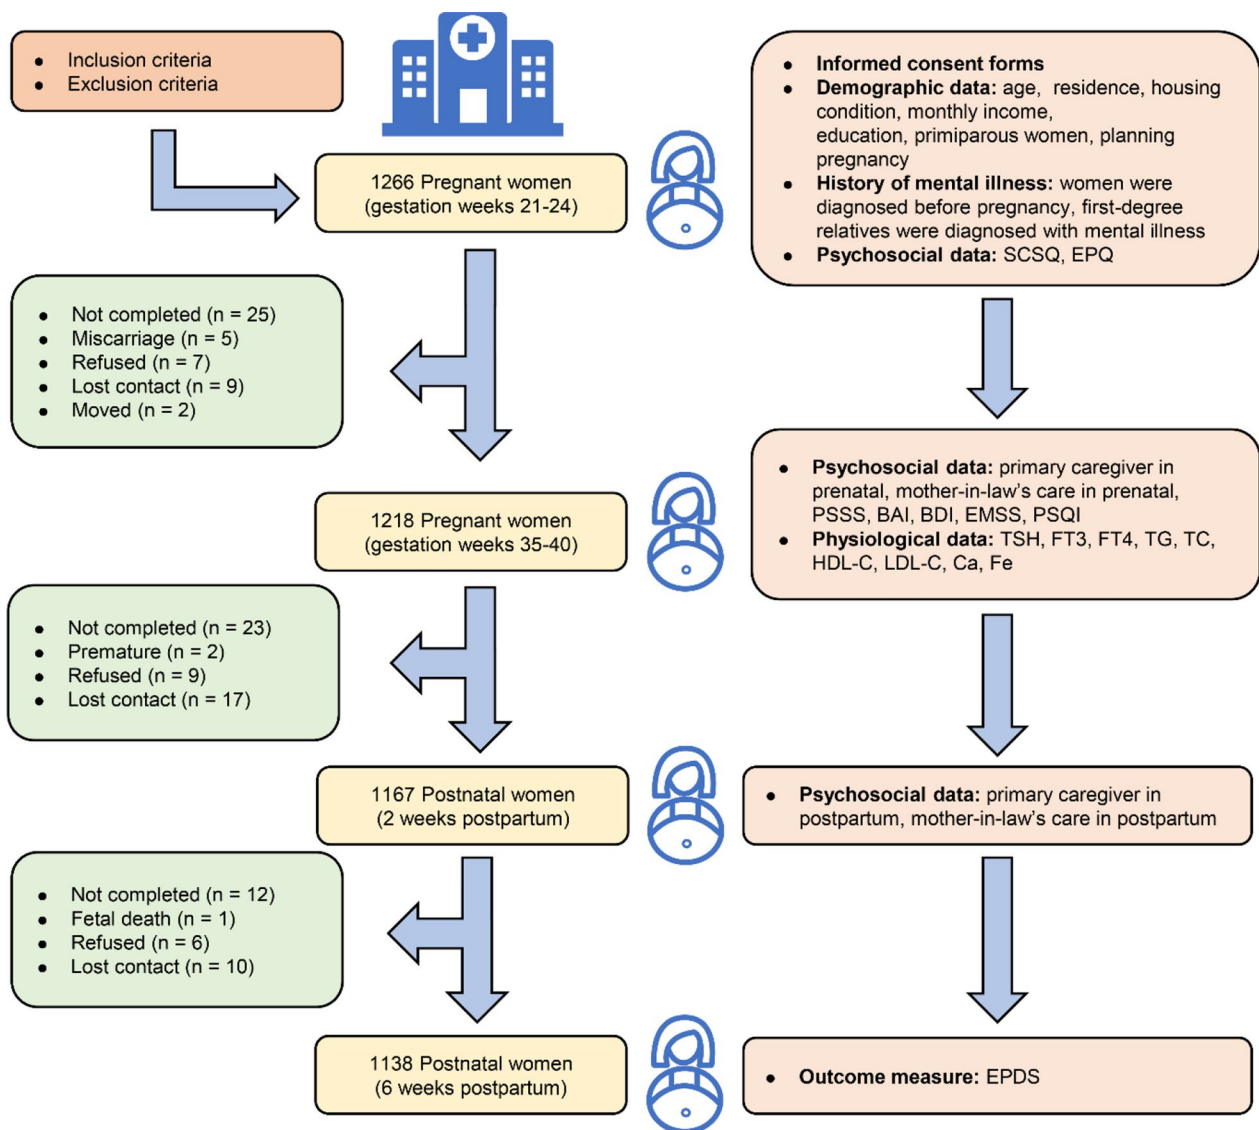 ● Inclusion criteria
● Exclusion criteria
1266 Pregnant women
(gestation weeks 21-24)
● Informed consent forms
● Demographic data: age, residence, housing
condition, monthly income,
education, primiparous women, planning
pregnancy
● History of mental illness: women were
diagnosed before pregnancy, first-degree
relatives were diagnosed with mental illness
● Psychosocial data: SCSQ, EPQ
● Not completed (n = 25)
● Miscarriage (n = 5)
● Refused (n = 7)
● Lost contact (n = 9)
● Moved (n = 2)
1218 Pregnant women
(gestation weeks 35-40)
● Psychosocial data: primary caregiver in
prenatal, mother-in-law’s care in prenatal,
PSSS, BAI, BDI, EMSS, PSQI
● Physiological data: TSH, FT3, FT4, TG, TC,
HDL-C, LDL-C, Ca, Fe
● Not completed (n = 23)
● Premature (n = 2)
● Refused (n = 9)
● Lost contact (n = 17)
1167 Postnatal women
(2 weeks postpartum)
● Psychosocial data: primary caregiver in
postpartum, mother-in-law’s care in postpartum
● Not completed (n = 12)
● Fetal death (n = 1)
● Refused (n = 6)
● Lost contact (n = 10)
1138 Postnatal women
(6 weeks postpartum)
● Outcome measure: EPDS